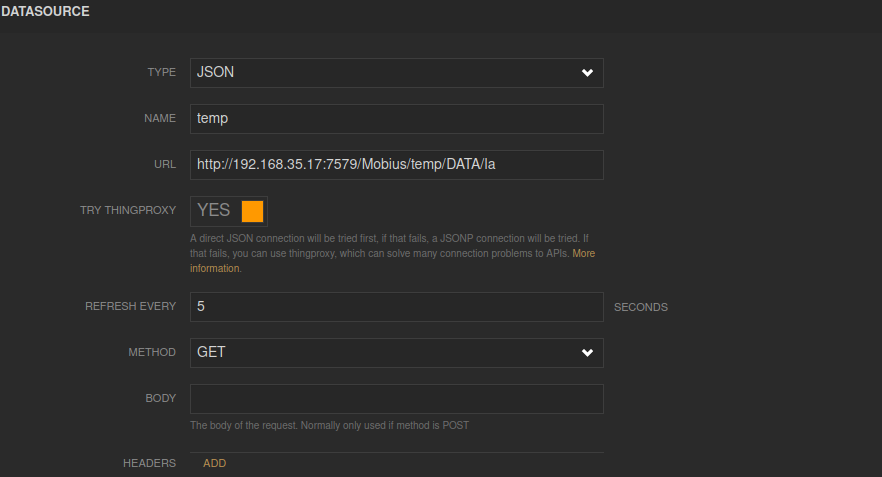 DATASOURCE
TYPE JSON
NAME temp
URL http://192.168.35.17:7579/Mobius/temp/DATA/la
TRY THINGPROXY YES
A direct JSON connection will be tried first, if that fails, a JSONP connection will be tried. If
that fails, you can use thingproxy, which can solve many connection problems to APIs. More
information.
REFRESH EVERY 5 SECONDS
METHOD GET
BODY
The body of the request. Normally only used if method is POST
HEADERS ADD